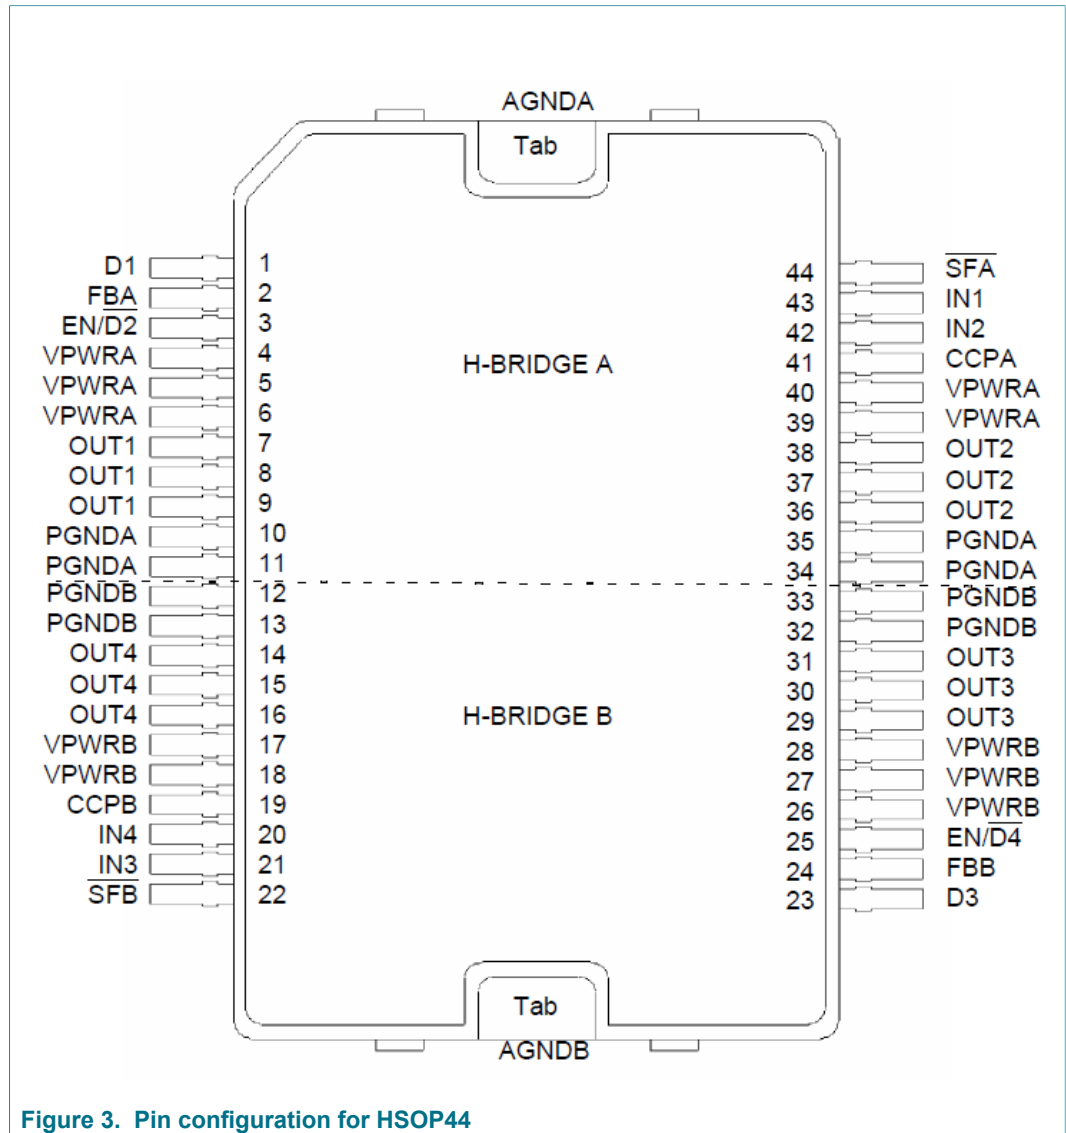 AGNDA
Tab
D1 1
FBA 2
EN/D2 3
VPWRA 4
VPWRA 5
VPWRA 6
OUT1 7
OUT1 8
OUT1 9
PGNDA 10
PGNDA 11
PGNDB 12
PGNDB 13
OUT4 14
OUT4 15
OUT4 16
VPWRB 17
VPWRB 18
CCPB 19
IN4 20
IN3 21
SFB 22
H-BRIDGE A
H-BRIDGE B
44 SFA
43 IN1
42 IN2
41 CCPA
40 VPWRA
39 VPWRA
38 OUT2
37 OUT2
36 OUT2
35 PGNDA
34 PGNDA
33 PGNDB
32 PGNDB
31 OUT3
30 OUT3
29 OUT3
28 VPWRB
27 VPWRB
26 VPWRB
25 EN/D4
24 FBB
23 D3
Tab
AGNDB
Figure 3. Pin configuration for HSOP44